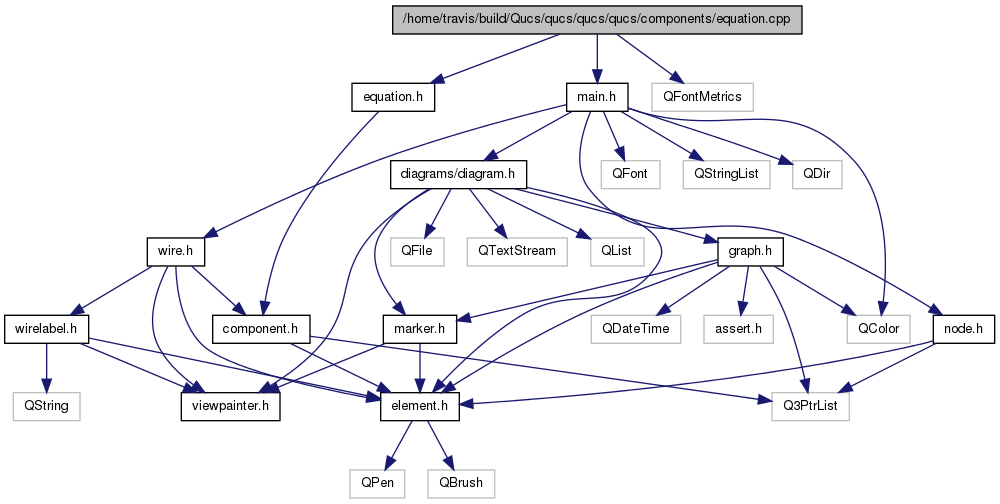 /home/travis/build/Qucs/qucs/qucs/qucs/components/equation.cpp
equation.h
main.h
QFontMetrics
diagrams/diagram.h
QFont
QStringList
QDir
wire.h
QFile
QTextStream
QList
graph.h
wirelabel.h
component.h
marker.h
QDateTime
assert.h
QColor
node.h
QString
viewpainter.h
element.h
Q3PtrList
QPen
QBrush